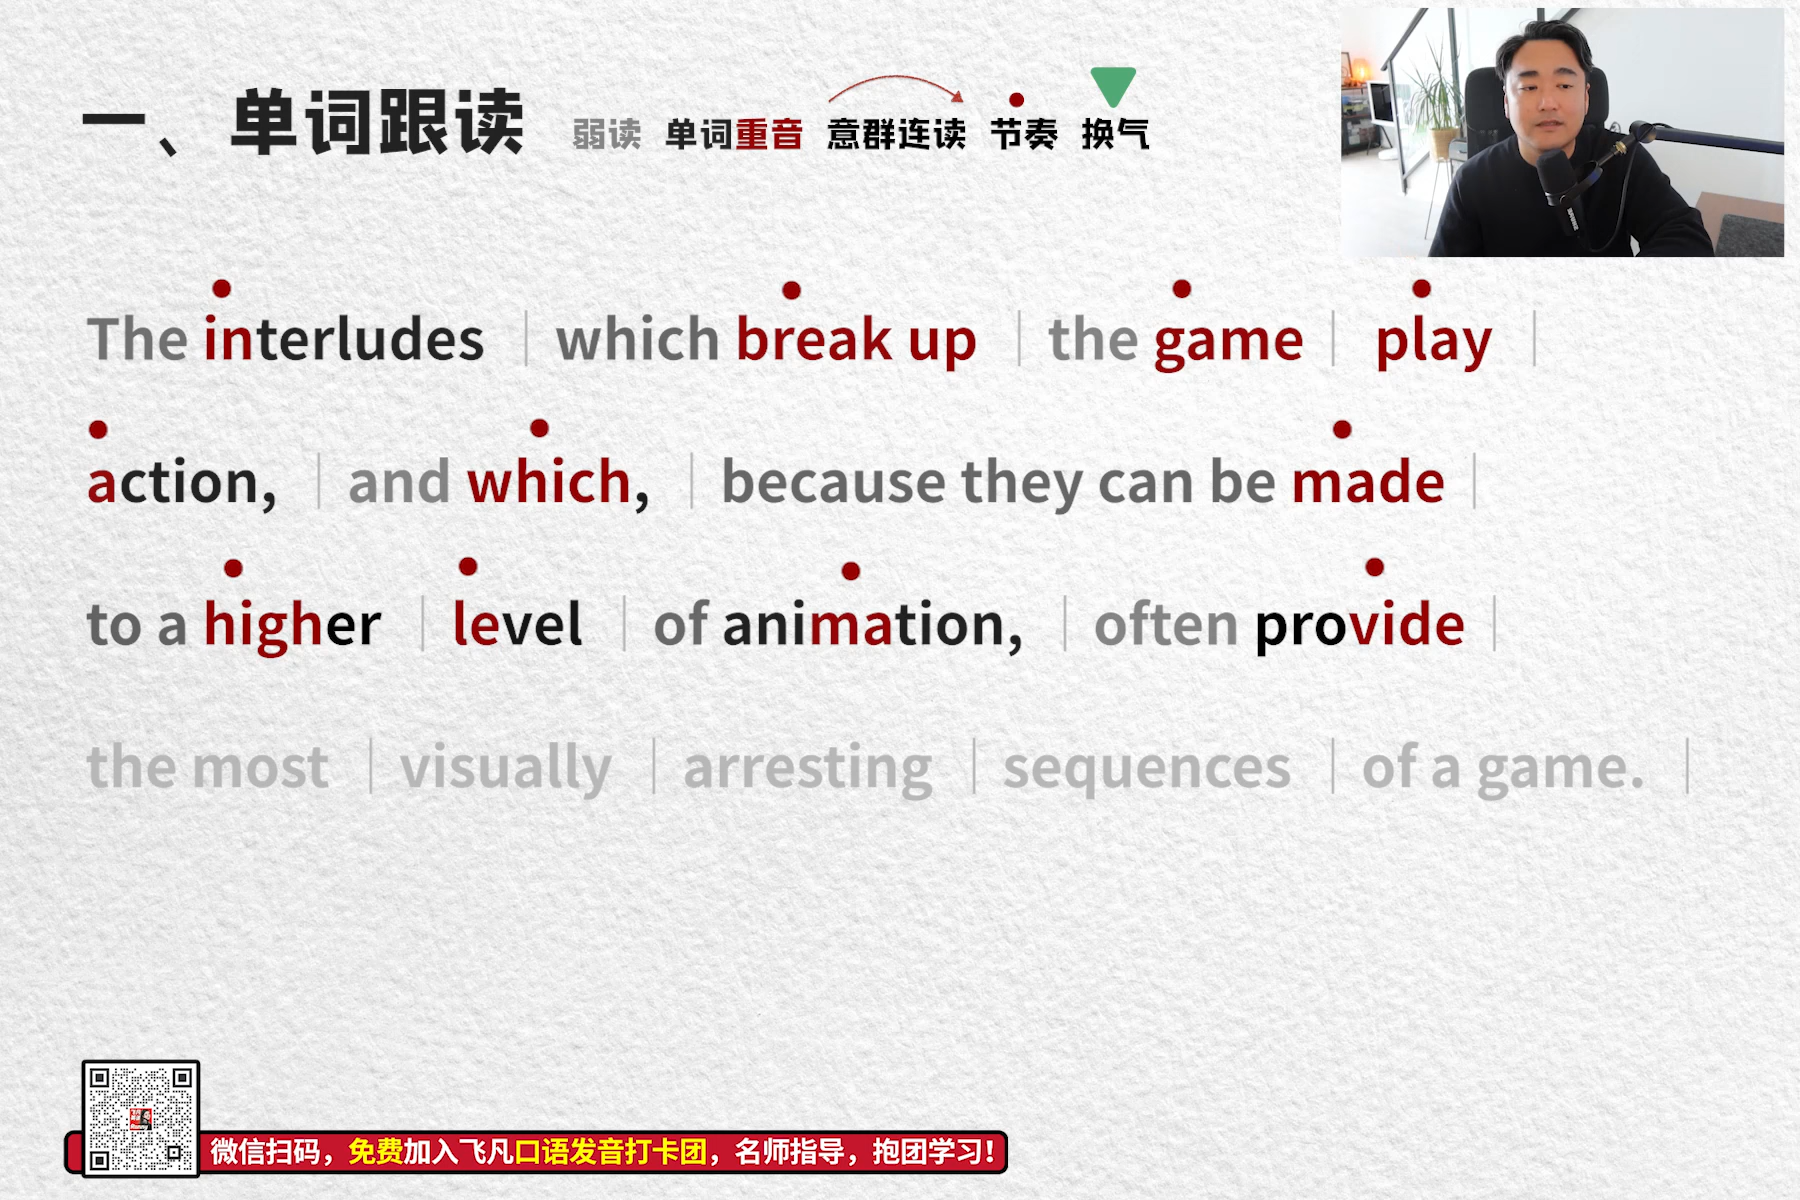 一、单词跟读
弱读 单词重音 意群连读 节奏 换气
The interludes | which break up | the game | play |
action, | and which, | because they can be made |
to a higher | level | of animation, | often provide |
the most | visually | arresting | sequences | of a game. |
微信扫码，免费加入飞凡口语发音打卡团，名师指导，抱团学习！